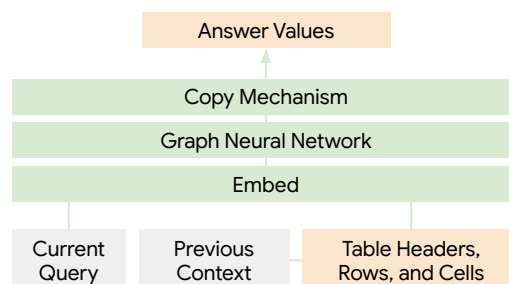 Answer Values
Copy Mechanism
Graph Neural Network
Embed
Current
Query
Previous
Context
Table Headers,
Rows, and Cells